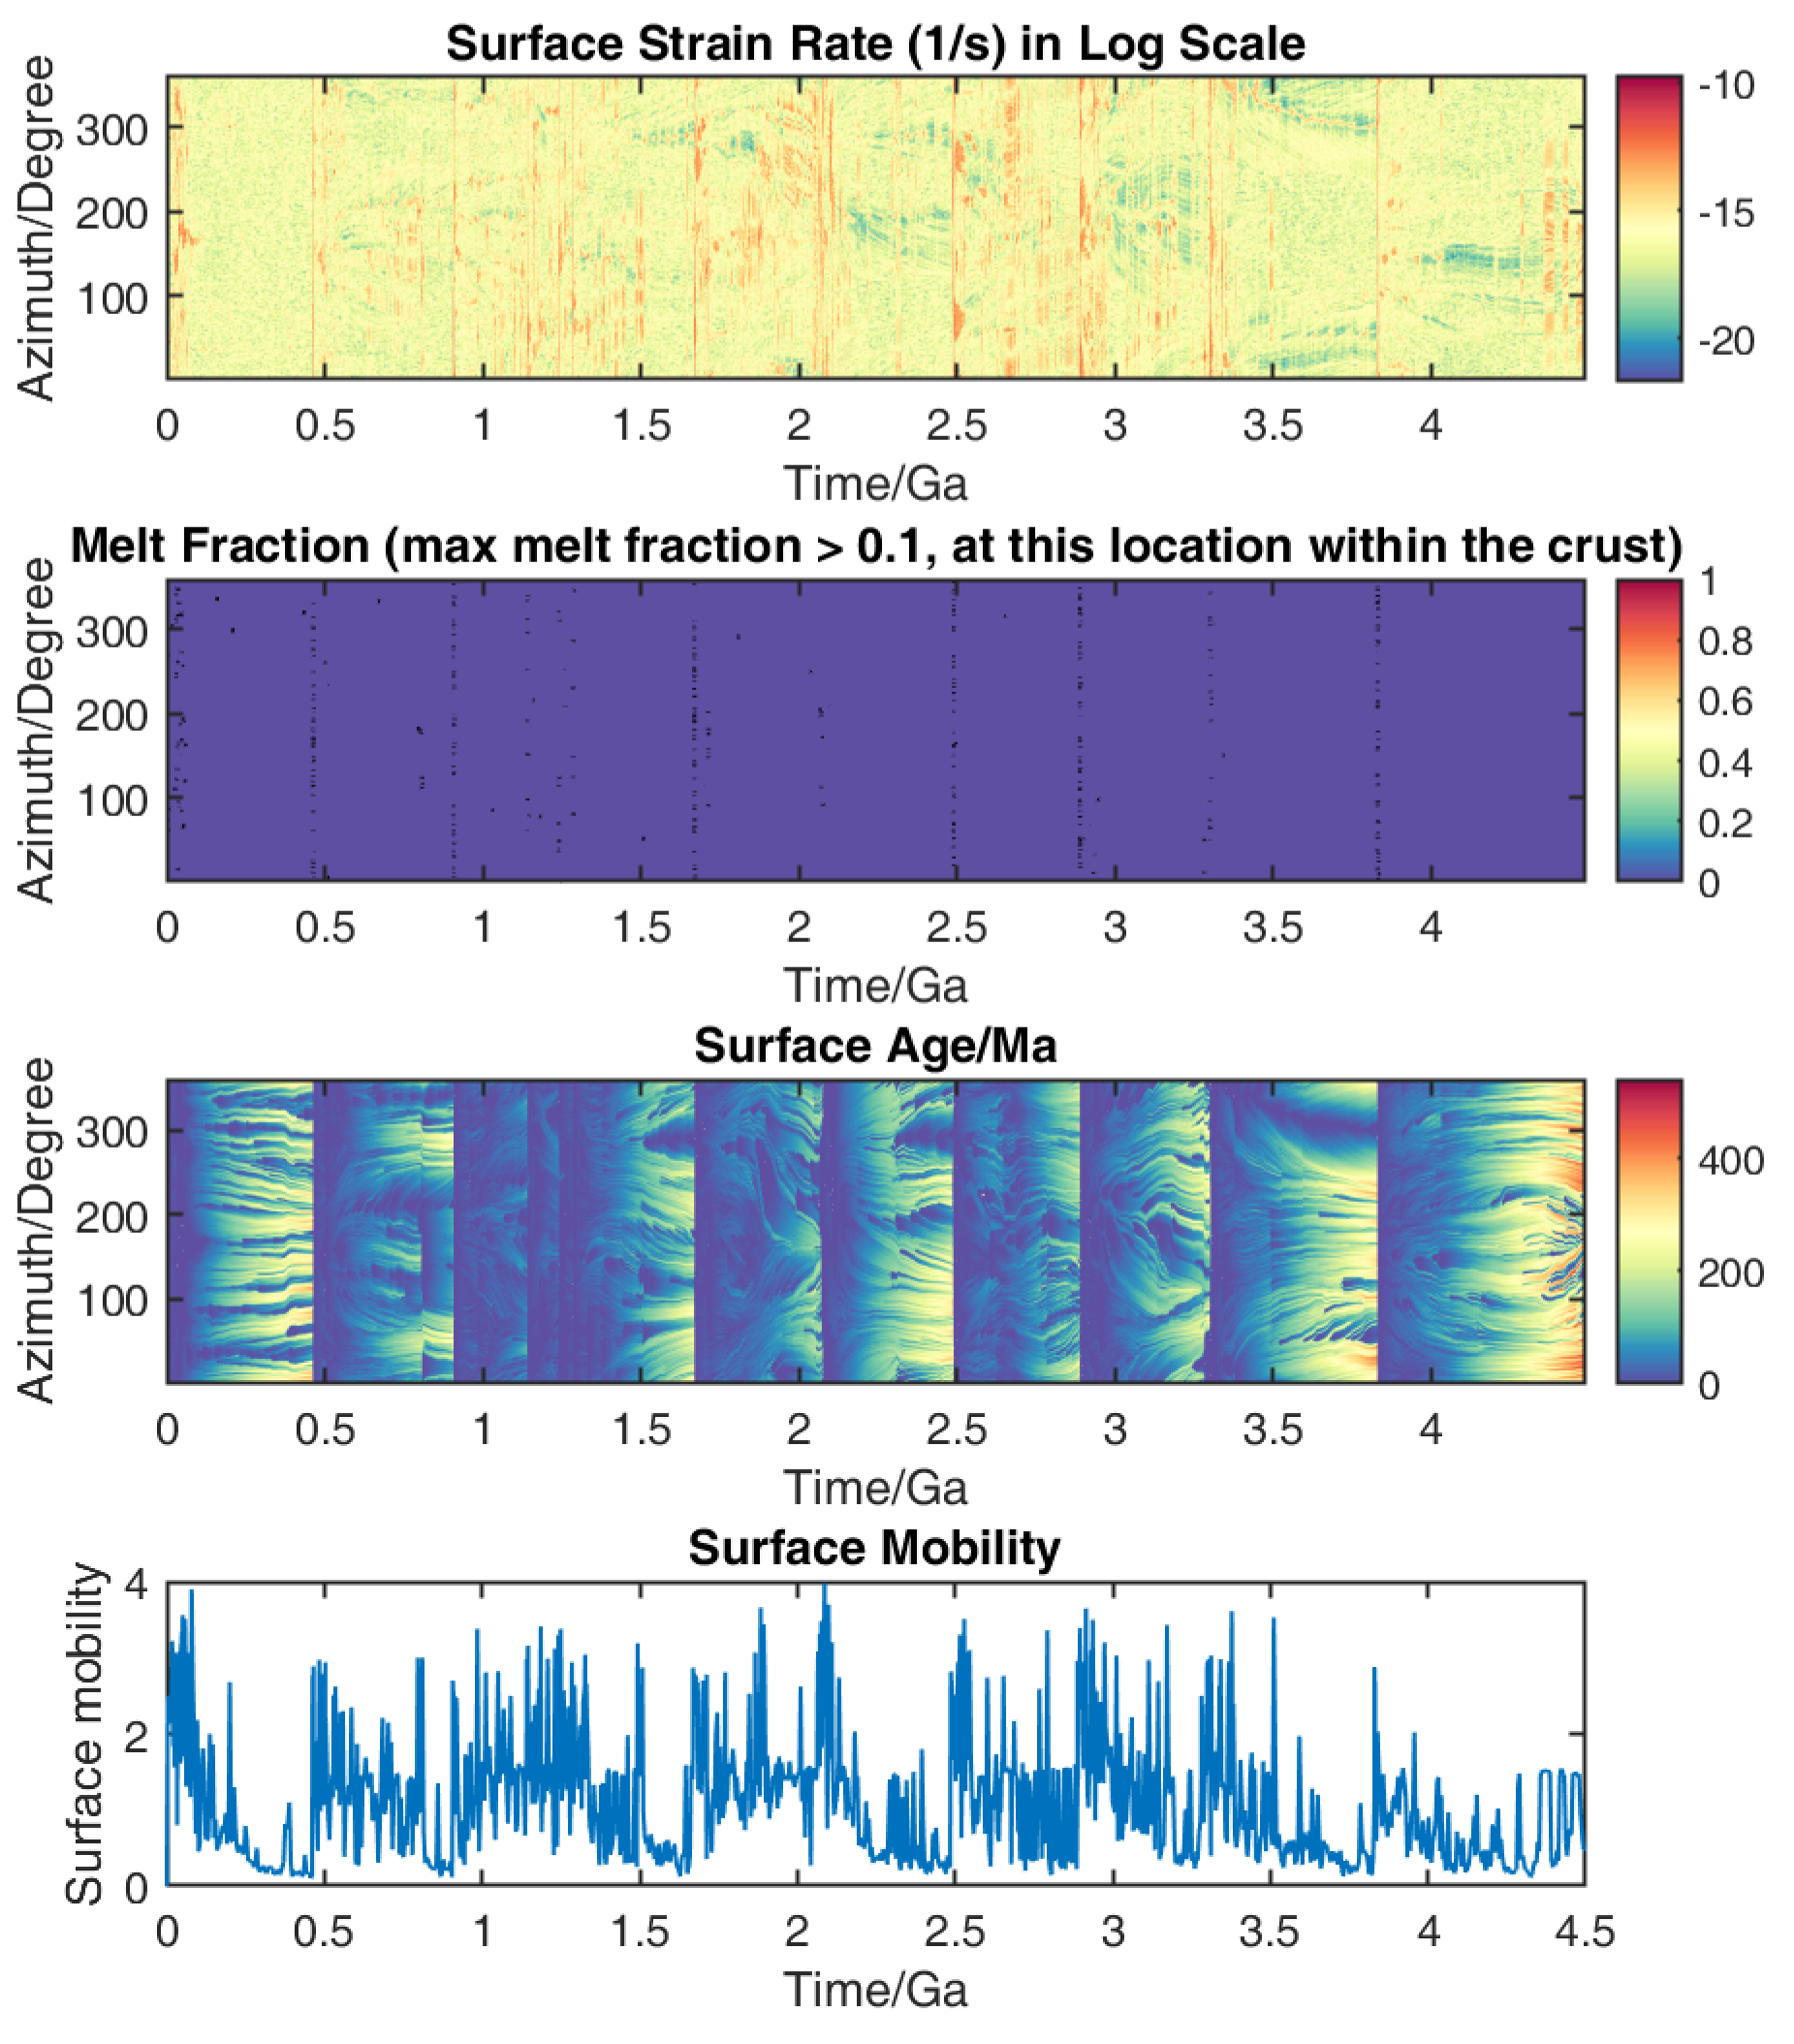 Surface Strain Rate (1/s) in Log Scale
Azimuth/Degree
300
200
100
0 0.5 1 1.5 2 2.5 3 3.5 4
Time/Ga
-10
-15
-20
Melt Fraction (max melt fraction > 0.1, at this location within the crust)
Azimuth/Degree
300
200
100
0 0.5 1 1.5 2 2.5 3 3.5 4
Time/Ga
1
0.8
0.6
0.4
0.2
0
Surface Age/Ma
Azimuth/Degree
300
200
100
0 0.5 1 1.5 2 2.5 3 3.5 4
Time/Ga
400
200
0
Surface Mobility
Surface mobility
4
2
0
0 0.5 1 1.5 2 2.5 3 3.5 4 4.5
Time/Ga